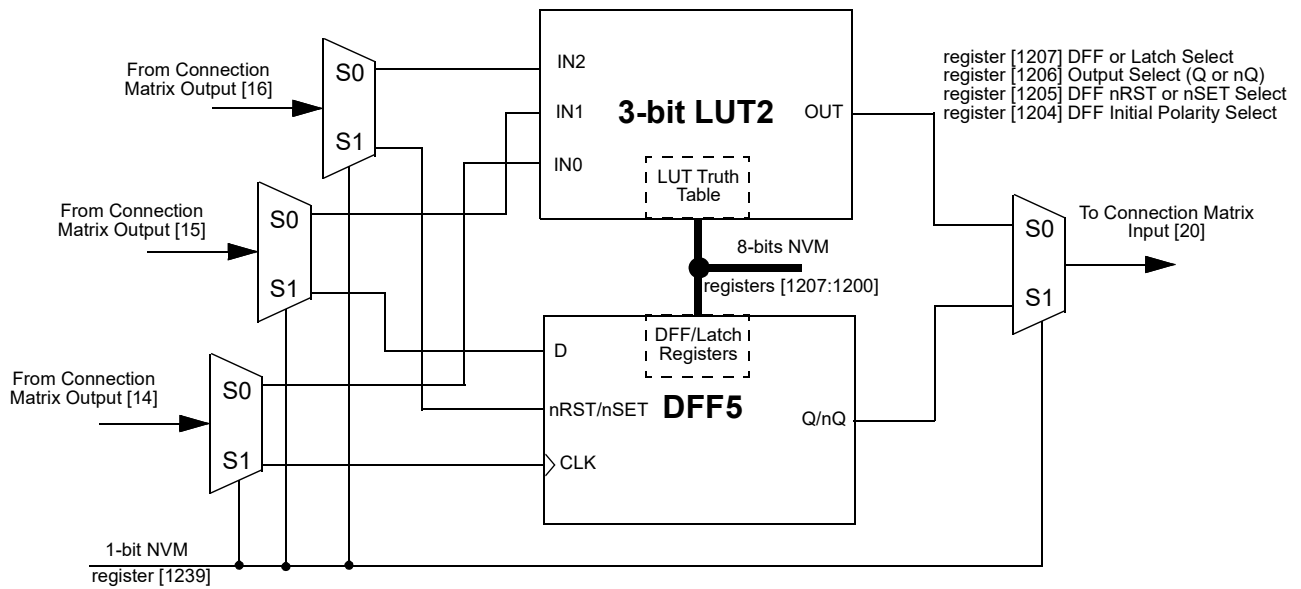 From Connection
Matrix Output [16]
S0
S1
IN2
IN1
IN0
3-bit LUT2
OUT
LUT Truth
Table
register [1207] DFF or Latch Select
register [1206] Output Select (Q or nQ)
register [1205] DFF nRST or nSET Select
register [1204] DFF Initial Polarity Select
From Connection
Matrix Output [15]
S0
S1
8-bits NVM
registers [1207:1200]
To Connection Matrix
Input [20]
S0
S1
From Connection
Matrix Output [14]
S0
S1
DFF/Latch
Registers
D
nRST/nSET
DFF5
Q/nQ
CLK
1-bit NVM
register [1239]